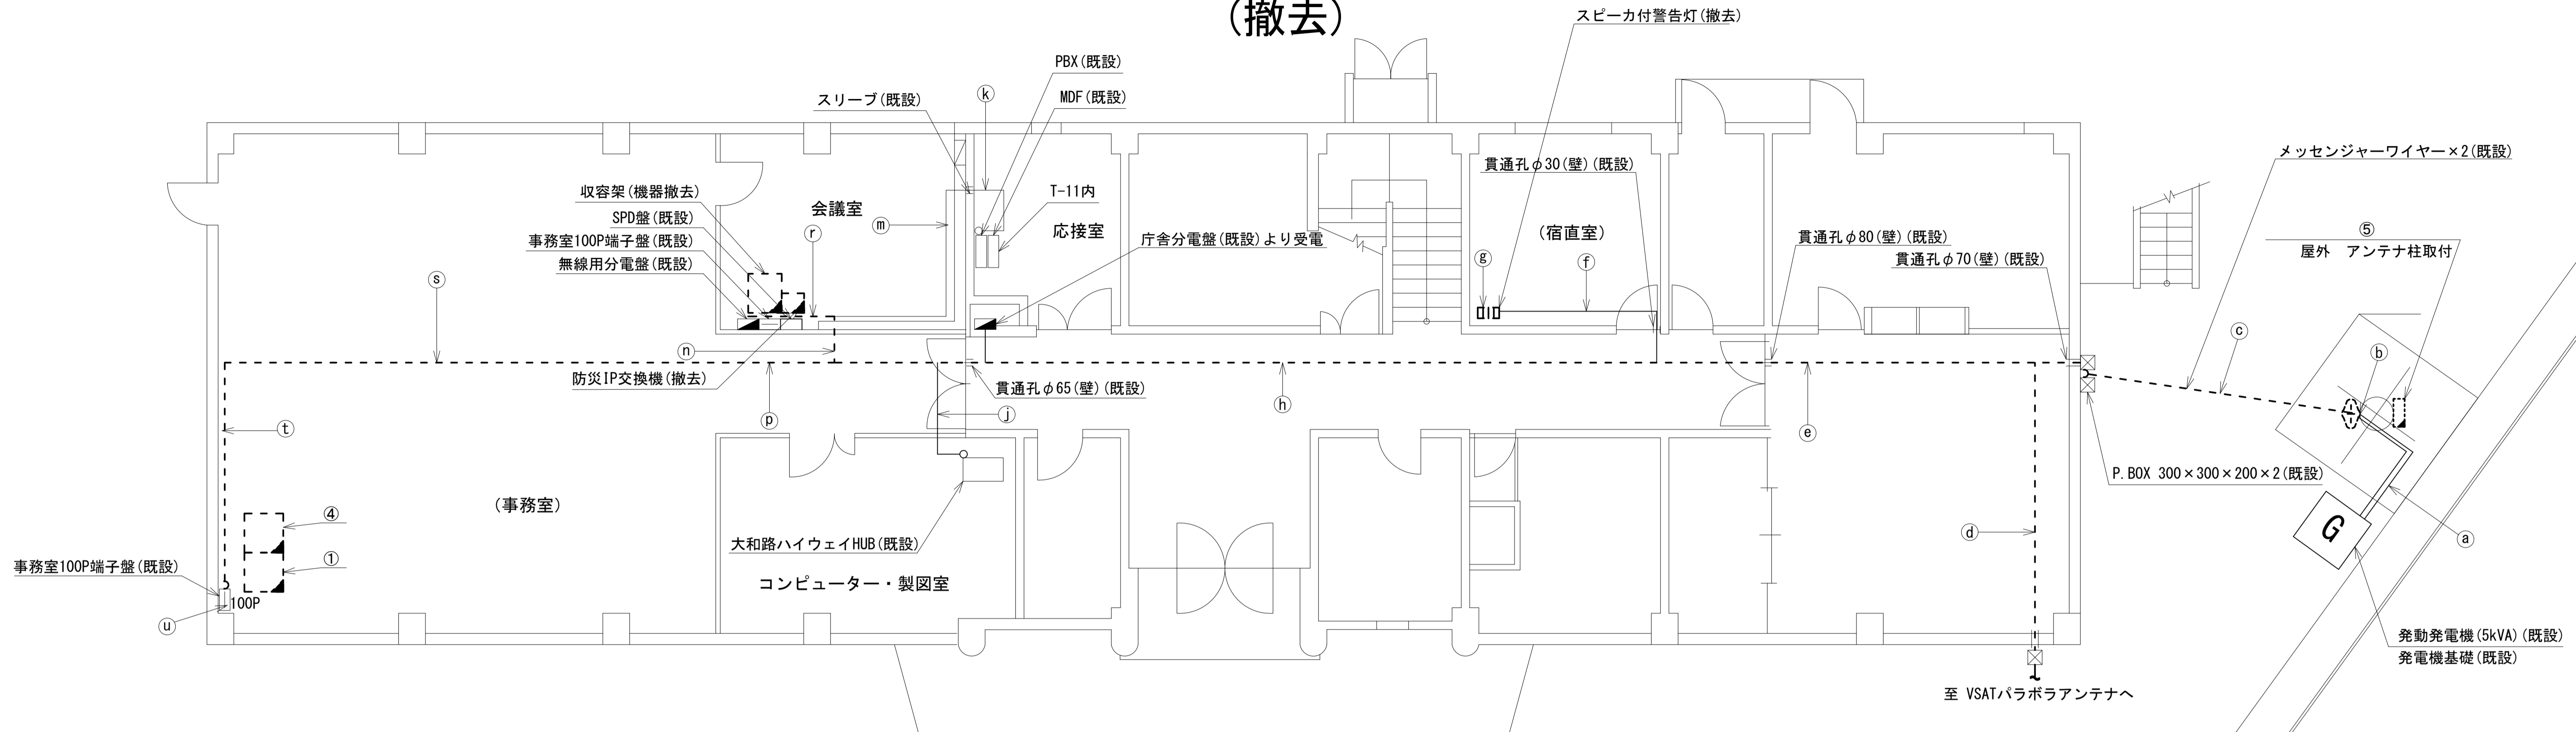 (撤去)
スピーカ付警告灯(撤去)
PBX(既設)
MDF(既設)
スリーブ(既設)
k
T-11内
収容架(機器撤去)
SPD盤(既設)
事務室100P端子盤(既設)
無線用分電盤(既設)
会議室
r
m
応接室
庁舎分電盤(既設)より受電
貫通孔φ30(壁)(既設)
(宿直室)
g
f
貫通孔φ80(壁)(既設)
貫通孔φ70(壁)(既設)
メッセンジャーワイヤー×2(既設)
⑤
屋外 アンテナ柱取付
s
n
防災IP交換機(撤去)
p
貫通孔φ65(壁)(既設)
j
h
e
c
b
t
P.BOX 300×300×200×2(既設)
(事務室)
④
①
事務室100P端子盤(既設)
100P
u
大和路ハイウェイHUB(既設)
コンピューター・製図室
d
G
a
発動発電機(5kVA)(既設)
発電機基礎(既設)
至 VSATパラボラアンテナへ